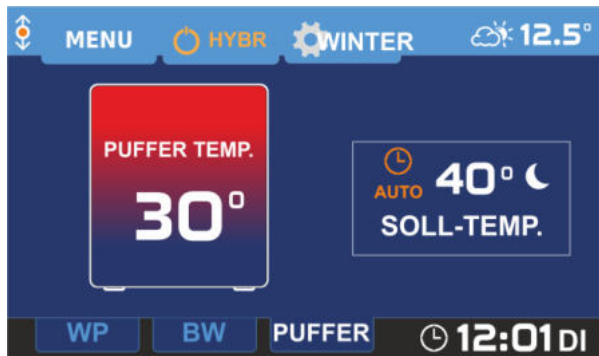 MENU HYBR WINTER 12.5°
PUFFER TEMP.
30°
AUTO 40°
SOLL-TEMP.
WP BW PUFFER 12:01 DI